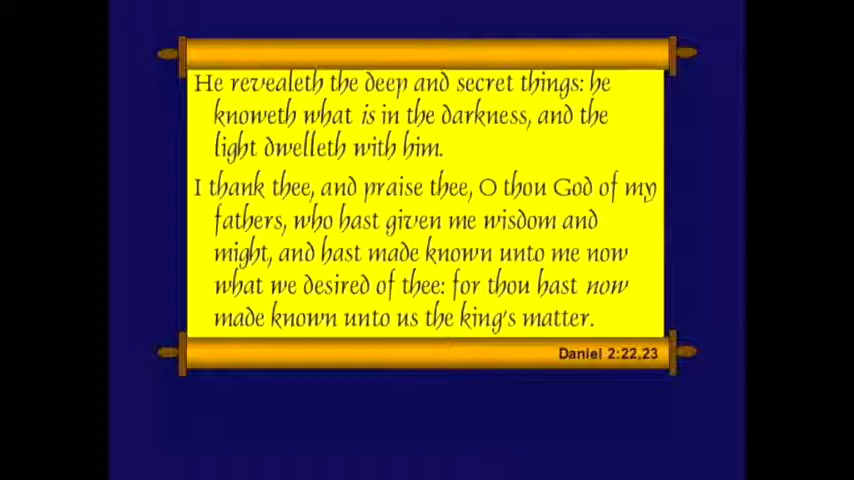 He revealeth the deep and secret things: he
knoweth what is in the darkness, and the
light dwelleth with him.
I thank thee, and praise thee, O thou God of my
fathers, who hast given me wisdom and
might, and hast made known unto me now
what we desired of thee: for thou hast now
made known unto us the king's matter.
Daniel 2:22,23